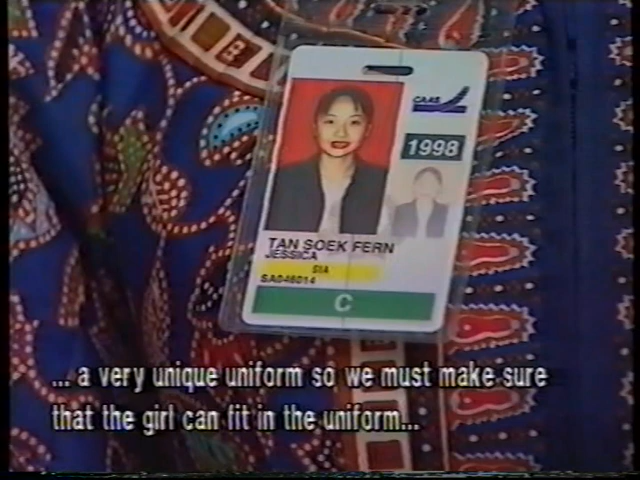 CAAS
1998
TAN SOEK FERN
JESSICA
SIA
SA046014
C
... a very unique uniform so we must make sure
that the girl can fit in the uniform...